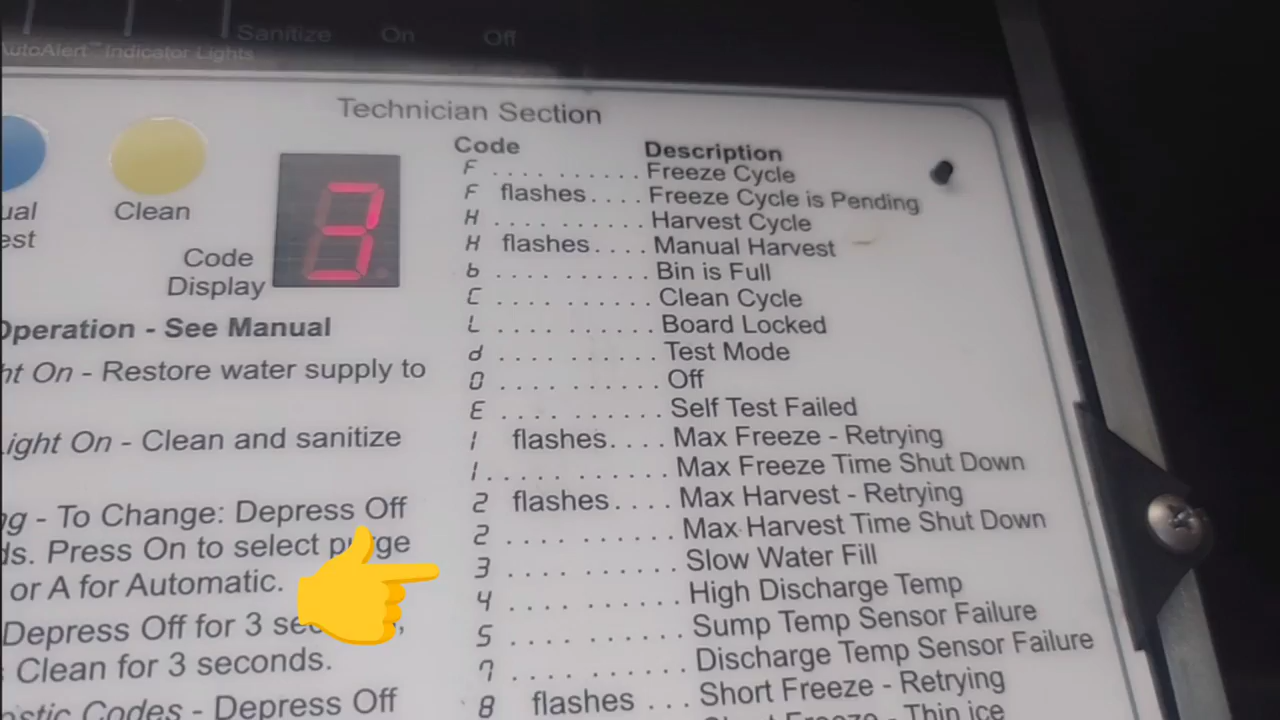 Sanitize On Off
AutoAlert™ Indicator Lights
Technician Section
Code Description
F . . . . . . . . . . Freeze Cycle
F flashes. . . . Freeze Cycle is Pending
H . . . . . . . . . . Harvest Cycle
H flashes. . . . Manual Harvest
b . . . . . . . . . . Bin is Full
C . . . . . . . . . . Clean Cycle
L . . . . . . . . . . Board Locked
d . . . . . . . . . . Test Mode
0 . . . . . . . . . . Off
E . . . . . . . . . . Self Test Failed
1 flashes. . . . Max Freeze - Retrying
1. . . . . . . . . . . Max Freeze Time Shut Down
2 flashes. . . . Max Harvest - Retrying
2 . . . . . . . . . . Max Harvest Time Shut Down
3 . . . . . . . . . . Slow Water Fill
4 . . . . . . . . . . High Discharge Temp
5 . . . . . . . . . . Sump Temp Sensor Failure
7 . . . . . . . . . . Discharge Temp Sensor Failure
8 flashes . . . Short Freeze - Retrying
Thin ice
3
ual
est
Clean
Code
Display
Operation - See Manual
ht On - Restore water supply to
Light On - Clean and sanitize
ng - To Change: Depress Off
ds. Press On to select purge
or A for Automatic.
Depress Off for 3
Clean for 3 seconds.
stic Codes - Depress Off